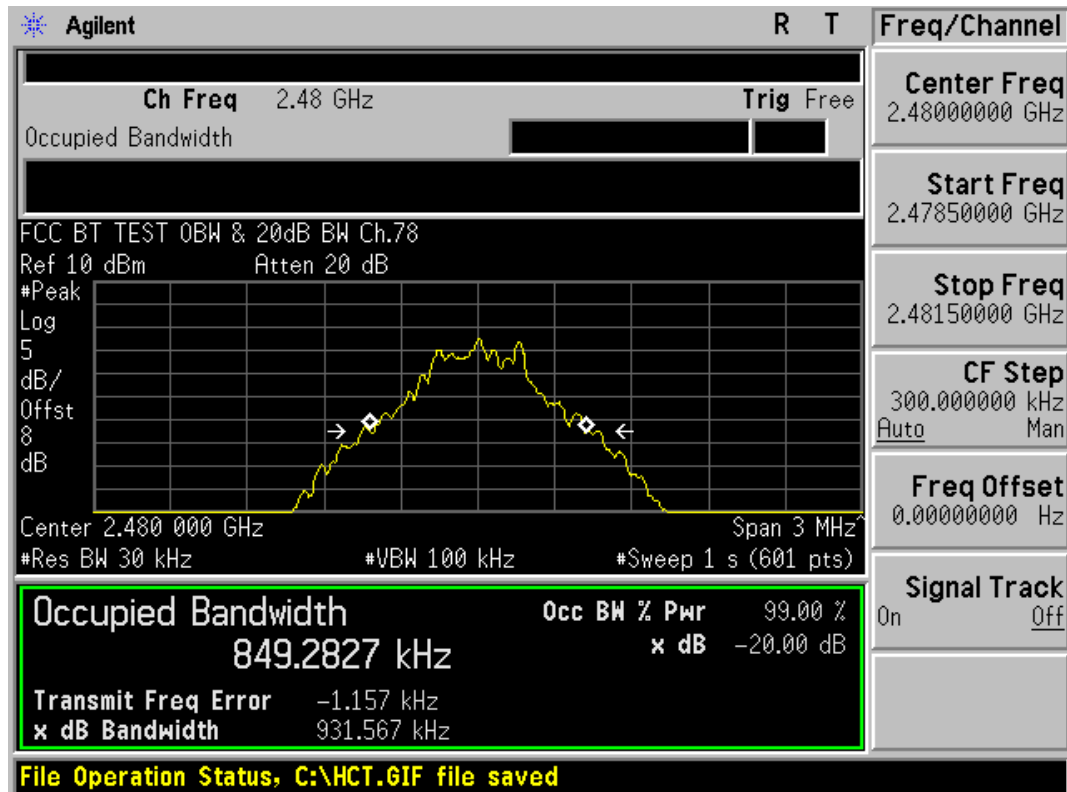 Agilent R T
Ch Freq 2.48 GHz Trig Free
Occupied Bandwidth
FCC BT TEST OBW & 20dB BW Ch.78
Ref 10 dBm Atten 20 dB
#Peak
Log
5
dB/
Offst
8
dB
Center 2.480 000 GHz Span 3 MHz^
#Res BW 30 kHz #VBW 100 kHz #Sweep 1 s (601 pts)
Occupied Bandwidth
849.2827 kHz
Occ BW % Pwr 99.00 %
x dB -20.00 dB
Transmit Freq Error -1.157 kHz
x dB Bandwidth 931.567 kHz
File Operation Status, C:\HCT.GIF file saved
Freq/Channel
Center Freq
2.48000000 GHz
Start Freq
2.47850000 GHz
Stop Freq
2.48150000 GHz
CF Step
300.000000 kHz
Auto Man
Freq Offset
0.00000000 Hz
Signal Track
On Off